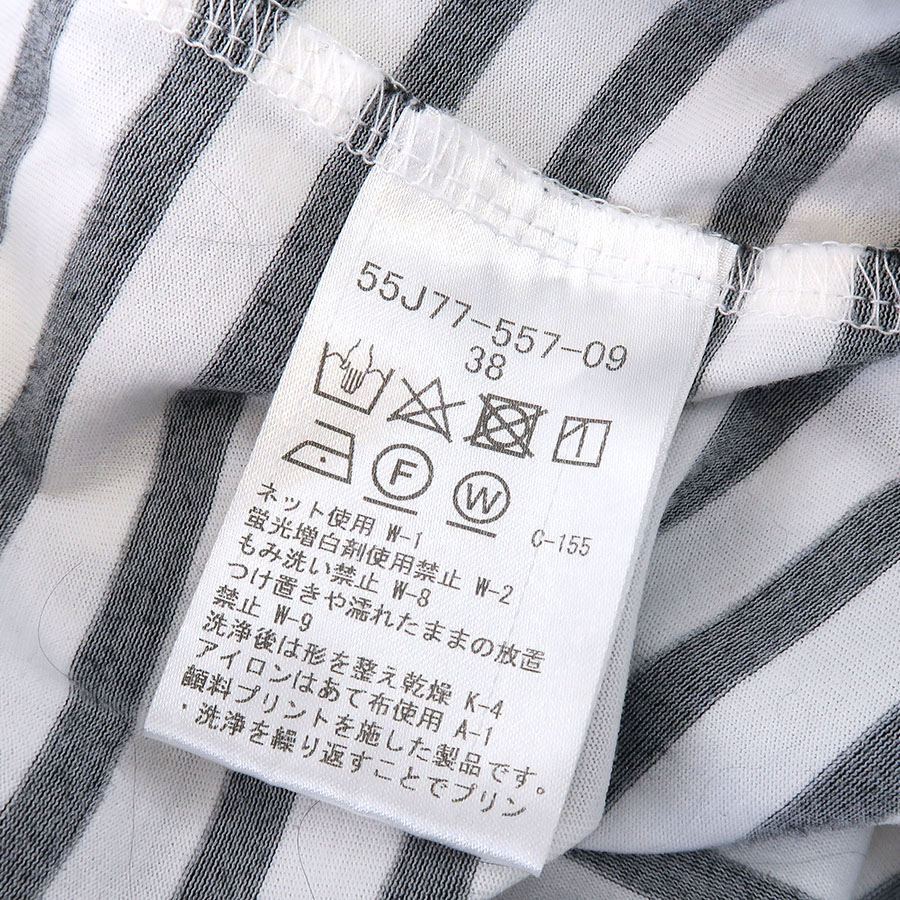 55J77-557-09
38
F W
C-155
ネット使用 W-1
蛍光増白剤使用禁止 W-2
もみ洗い禁止 W-8
つけ置きや濡れたままの放置
禁止 W-9
洗浄後は形を整え乾燥 K-4
アイロンはあて布使用 A-1
顔料プリントを施した製品です。
・洗浄を繰り返すことでプリン